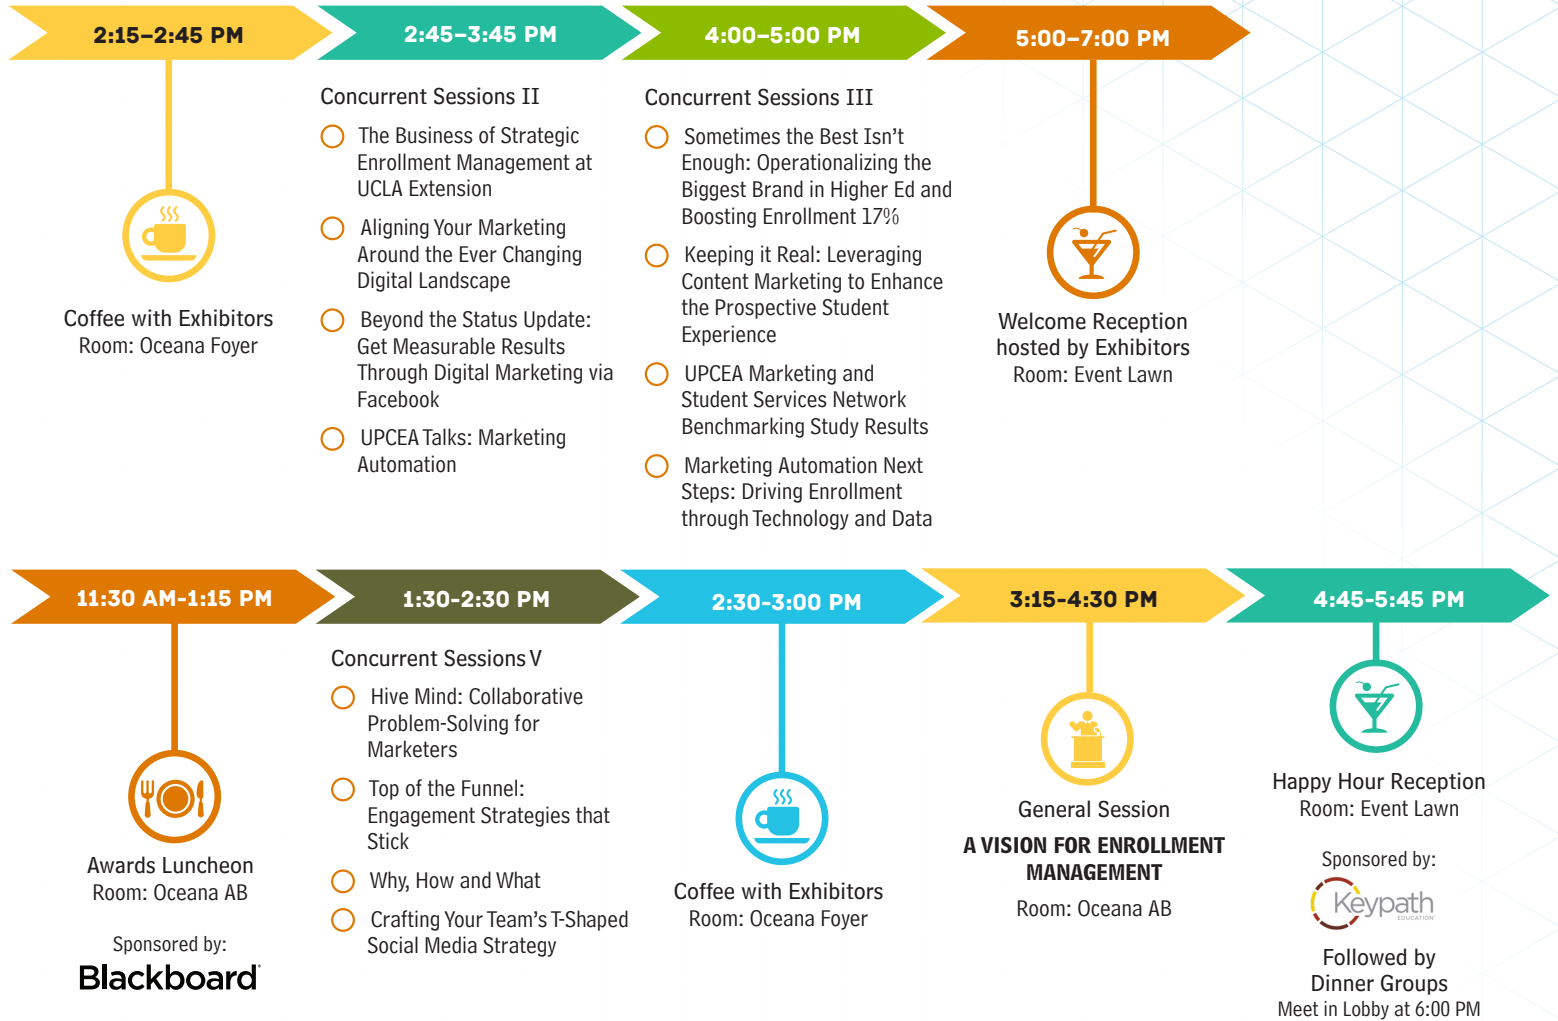 2:15–2:45 PM
Coffee with Exhibitors
Room: Oceana Foyer
2:45–3:45 PM
Concurrent Sessions II
The Business of Strategic
Enrollment Management at
UCLA Extension
Aligning Your Marketing
Around the Ever Changing
Digital Landscape
Beyond the Status Update:
Get Measurable Results
Through Digital Marketing via
Facebook
UPCEA Talks: Marketing
Automation
4:00–5:00 PM
Concurrent Sessions III
Sometimes the Best Isn’t
Enough: Operationalizing the
Biggest Brand in Higher Ed and
Boosting Enrollment 17%
Keeping it Real: Leveraging
Content Marketing to Enhance
the Prospective Student
Experience
UPCEA Marketing and
Student Services Network
Benchmarking Study Results
Marketing Automation Next
Steps: Driving Enrollment
through Technology and Data
5:00–7:00 PM
Welcome Reception
hosted by Exhibitors
Room: Event Lawn
11:30 AM-1:15 PM
Awards Luncheon
Room: Oceana AB
Sponsored by:
Blackboard
1:30-2:30 PM
Concurrent Sessions V
Hive Mind: Collaborative
Problem-Solving for
Marketers
Top of the Funnel:
Engagement Strategies that
Stick
Why, How and What
Crafting Your Team’s T-Shaped
Social Media Strategy
2:30-3:00 PM
Coffee with Exhibitors
Room: Oceana Foyer
3:15-4:30 PM
General Session
A VISION FOR ENROLLMENT
MANAGEMENT
Room: Oceana AB
4:45-5:45 PM
Happy Hour Reception
Room: Event Lawn
Sponsored by:
Keypath
EDUCATION
Followed by
Dinner Groups
Meet in Lobby at 6:00 PM